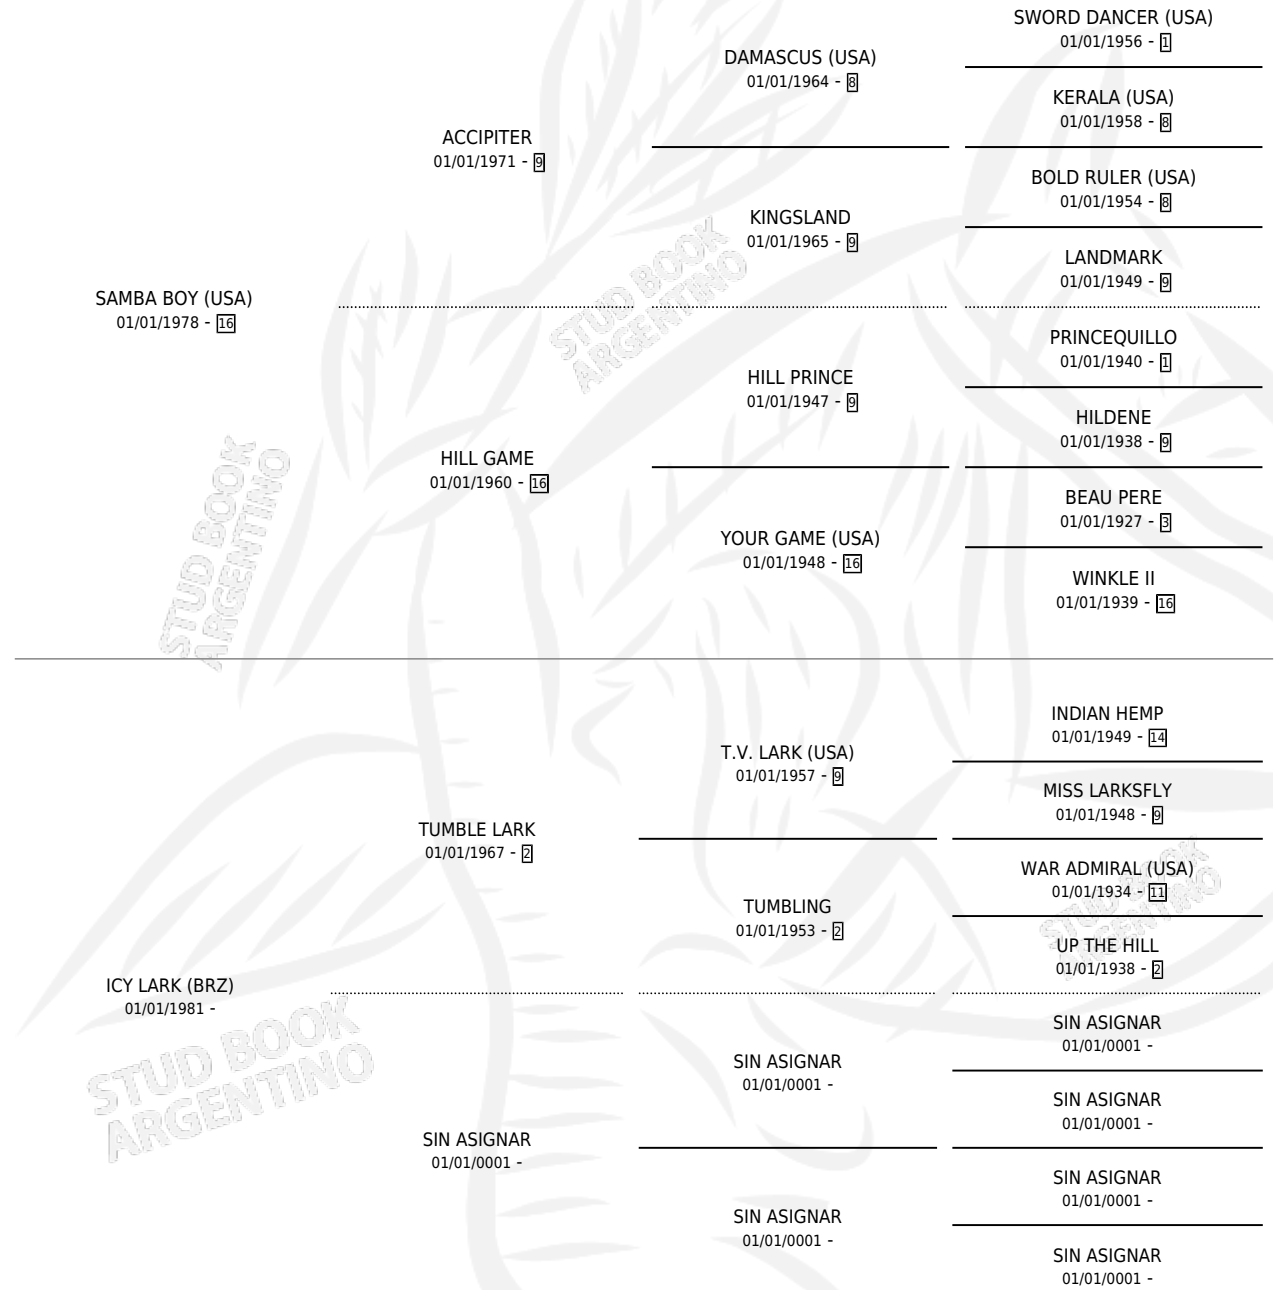 SWORD DANCER (USA)
01/01/1956 - 1
DAMASCUS (USA)
01/01/1964 - 8
KERALA (USA)
01/01/1958 - 8
ACCIPITER
01/01/1971 - 9
BOLD RULER (USA)
01/01/1954 - 8
KINGSLAND
01/01/1965 - 9
LANDMARK
01/01/1949 - 9
SAMBA BOY (USA)
01/01/1978 - 16
PRINCEQUILLO
01/01/1940 - 1
HILL PRINCE
01/01/1947 - 9
HILDENE
01/01/1938 - 9
HILL GAME
01/01/1960 - 16
BEAU PERE
01/01/1927 - 3
YOUR GAME (USA)
01/01/1948 - 16
WINKLE II
01/01/1939 - 16
STUD BOOK
ARGENTINO
STUD BOOK
ARGENTINO
INDIAN HEMP
01/01/1949 - 14
T.V. LARK (USA)
01/01/1957 - 9
MISS LARKSFLY
01/01/1948 - 9
TUMBLE LARK
01/01/1967 - 2
WAR ADMIRAL (USA)
01/01/1934 - 11
TUMBLING
01/01/1953 - 2
UP THE HILL
01/01/1938 - 2
STUD BOOK
ARGENTINO
ICY LARK (BRZ)
01/01/1981 -
SIN ASIGNAR
01/01/0001 -
SIN ASIGNAR
01/01/0001 -
SIN ASIGNAR
01/01/0001 -
SIN ASIGNAR
01/01/0001 -
SIN ASIGNAR
01/01/0001 -
SIN ASIGNAR
01/01/0001 -
SIN ASIGNAR
01/01/0001 -
STUD BOOK
ARGENTINO